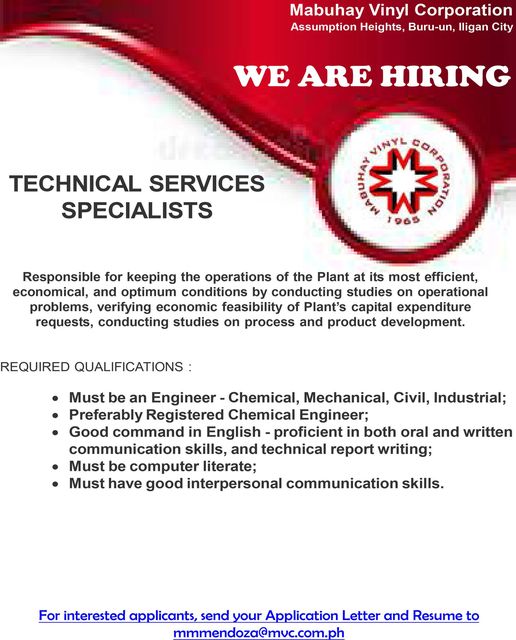 Mabuhay Vinyl Corporation
Assumption Heights, Buru-un, Iligan City
WE ARE HIRING
MABUHAY VINYL CORPORATION
1965
TECHNICAL SERVICES
SPECIALISTS
Responsible for keeping the operations of the Plant at its most efficient,
economical, and optimum conditions by conducting studies on operational
problems, verifying economic feasibility of Plant's capital expenditure
requests, conducting studies on process and product development.
REQUIRED QUALIFICATIONS :
• Must be an Engineer - Chemical, Mechanical, Civil, Industrial;
• Preferably Registered Chemical Engineer;
• Good command in English - proficient in both oral and written
communication skills, and technical report writing;
• Must be computer literate;
• Must have good interpersonal communication skills.
For interested applicants, send your Application Letter and Resume to
mmmendoza@mvc.com.ph